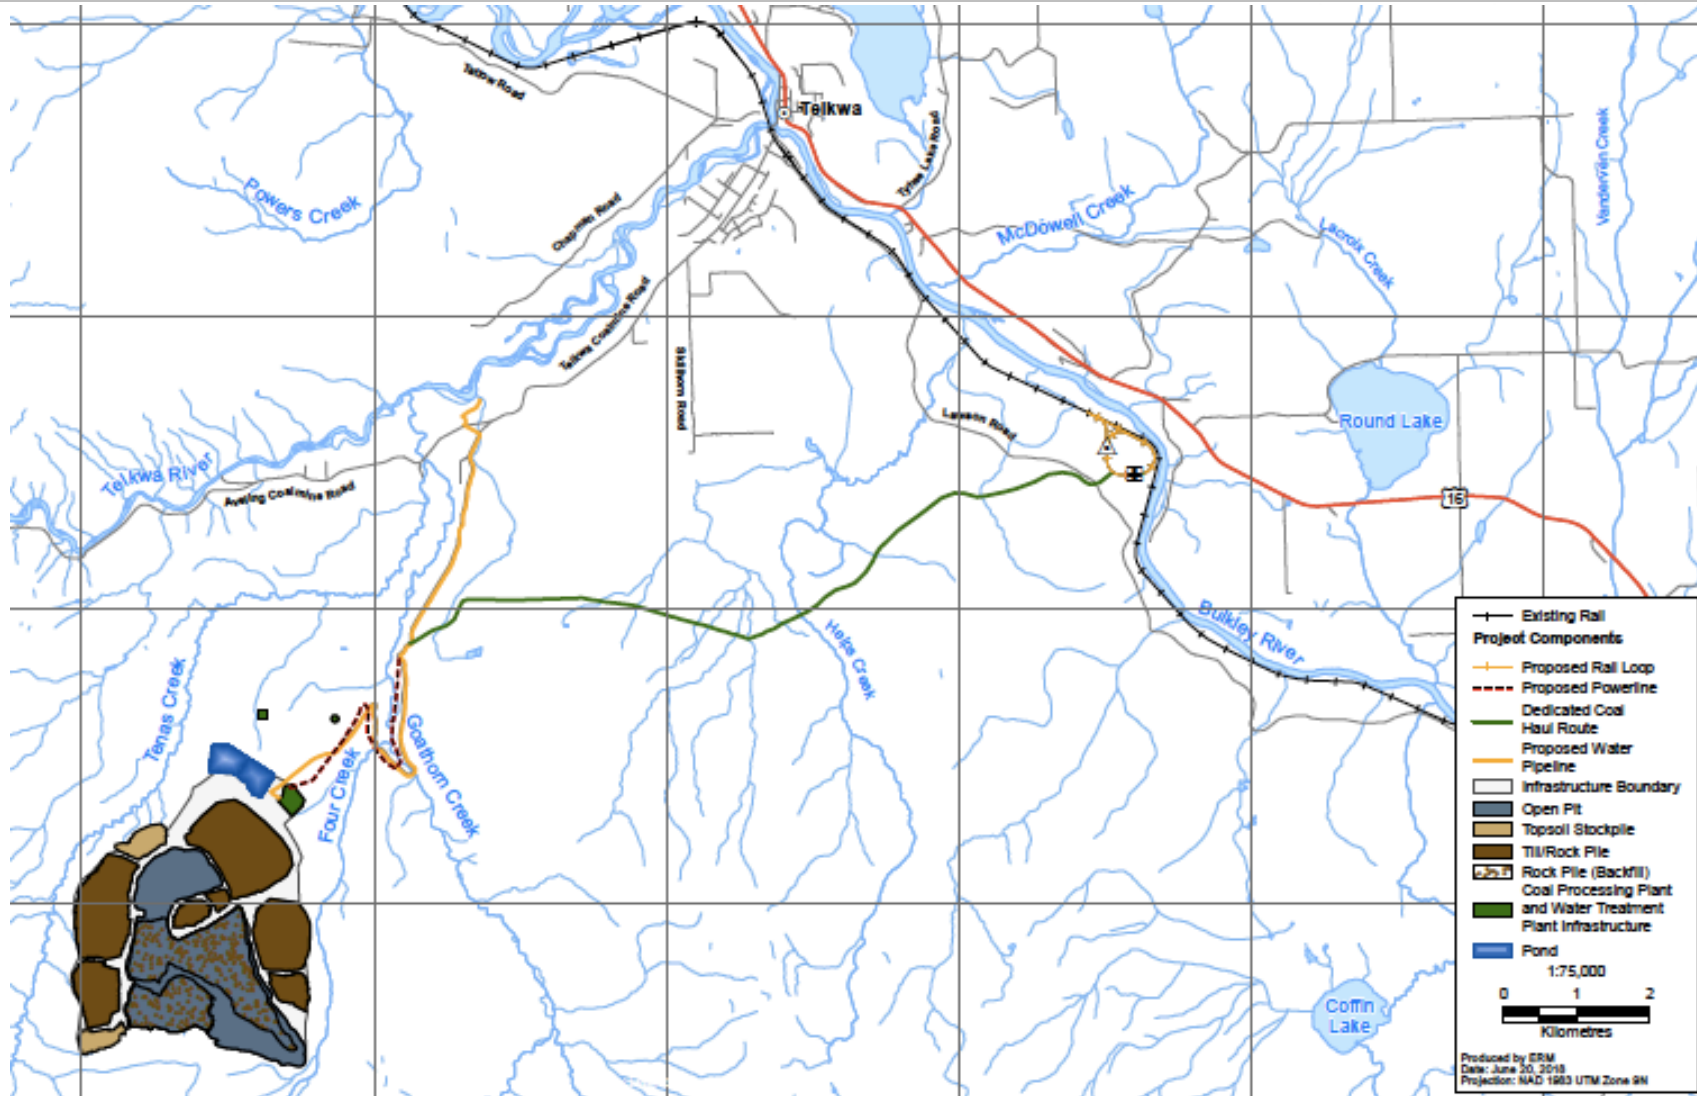 Tatlow Road
Telkwa
Tyhee Lake Road
Powers Creek
Chapman Road
McDowell Creek
Lacroix Creek
Vanderven Creek
Telkwa Coalmine Road
Skillhorn Road
Lawson Road
Round Lake
Telkwa River
Aveling Coalmine Road
16
Bulkley River
Helps Creek
Tenas Creek
Goathorn Creek
Four Creek
Coffin
Lake
Existing Rail
Project Components
Proposed Rail Loop
Proposed Powerline
Dedicated Coal
Haul Route
Proposed Water
Pipeline
Infrastructure Boundary
Open Pit
Topsoil Stockpile
Till/Rock Pile
Rock Pile (Backfill)
Coal Processing Plant
and Water Treatment
Plant Infrastructure
Pond
1:75,000
0 1 2
Kilometres
Produced by ERM
Date: June 20, 2018
Projection: NAD 1983 UTM Zone 9N